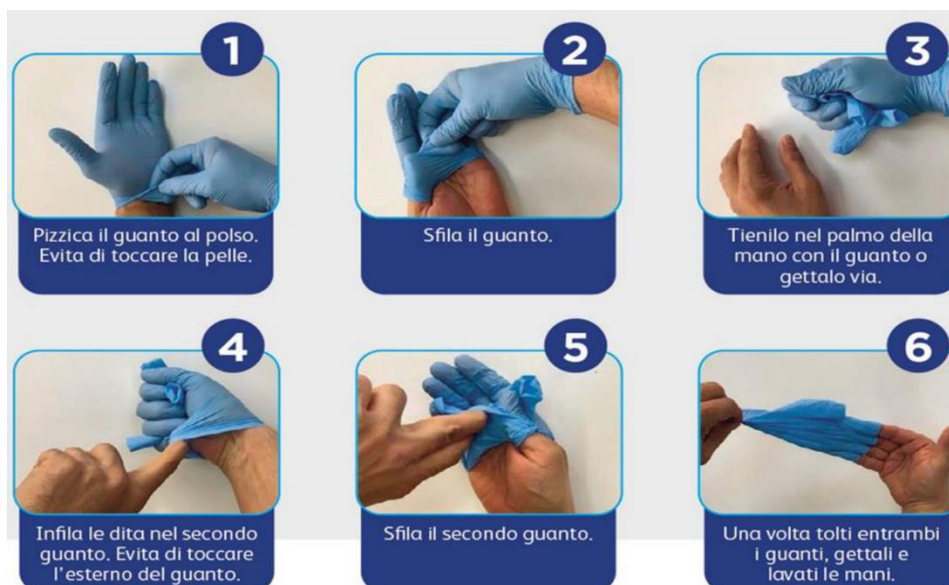 1
Pizzica il guanto al polso.
Evita di toccare la pelle.
2
Sfila il guanto.
3
Tienilo nel palmo della
mano con il guanto o
gettalo via.
4
Infila le dita nel secondo
guanto. Evita di toccare
l'esterno del guanto.
5
Sfila il secondo guanto.
6
Una volta tolti entrambi
i guanti, gettali e
lavati le mani.